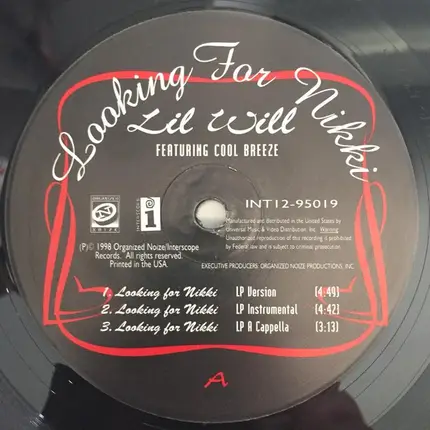 Looking For Nikki
Lil Will
FEATURING COOL BREEZE
ORGANIZED
NOIZE
INTERSCOPE
INT12-95019
Manufactured and distributed in the United States by
Universal Music & Video Distribution, Inc. Warning:
Unauthorized reproduction of this recording is prohibited
by Federal law and is subject to criminal prosecution.
(P)© 1998 Organized Noize/Interscope
Records. All rights reserved.
Printed in the USA.
EXECUTIVE PRODUCERS: ORGANIZED NOIZE PRODUCTIONS, INC.
1. Looking for Nikki LP Version (4:49)
2. Looking for Nikki LP Instrumental (4:42)
3. Looking for Nikki LP A Cappella (3:13)
A